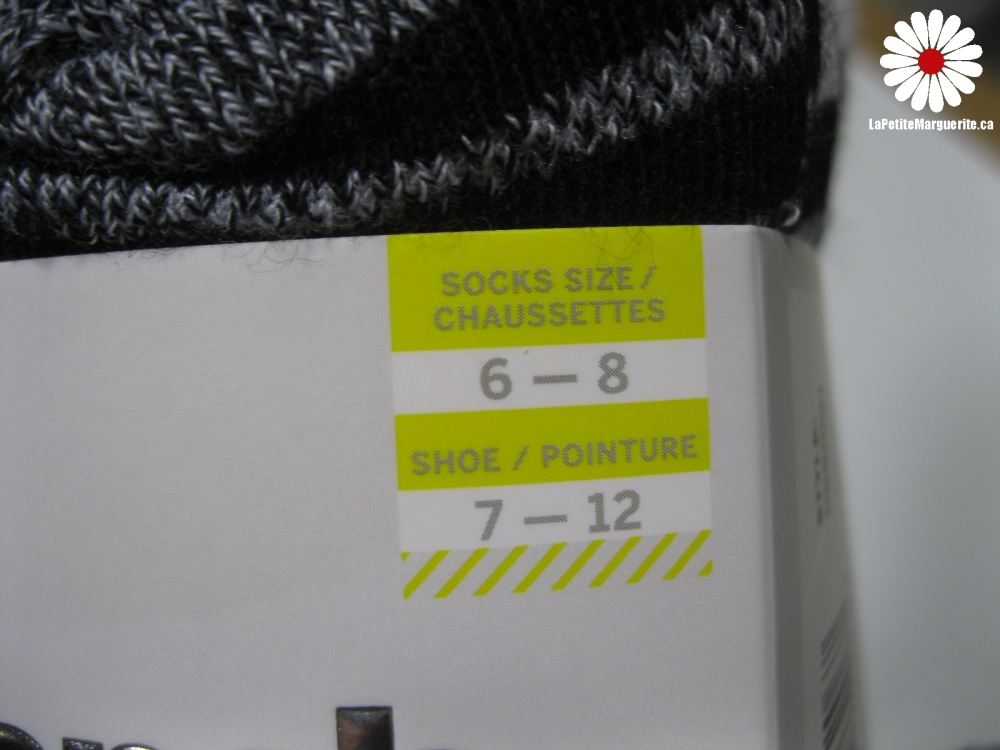 LaPetiteMarguerite.ca
SOCKS SIZE /
CHAUSSETTES
6 — 8
SHOE / POINTURE
7 — 12